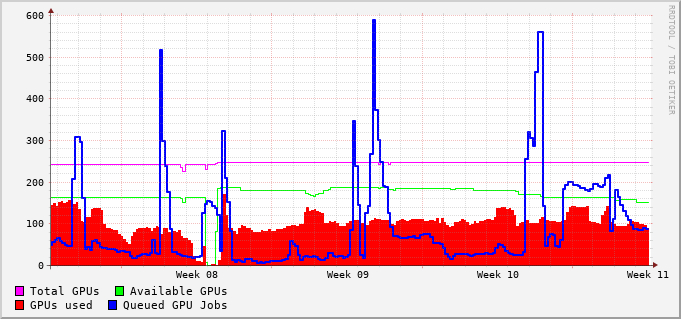 600
500
400
300
200
100
0
Week 08 Week 09 Week 10 Week 11
Total GPUs Available GPUs
GPUs used Queued GPU Jobs
RRDTOOL / TOBI OETIKER